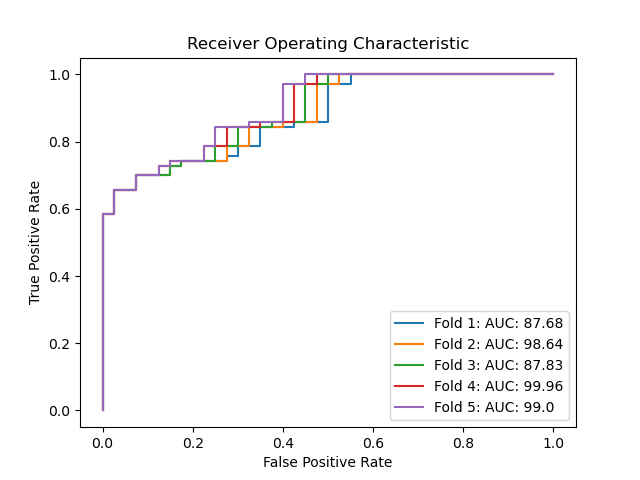 Receiver Operating Characteristic
1.0
0.8
0.6
0.4
0.2
0.0
True Positive Rate
Fold 1: AUC: 87.68
Fold 2: AUC: 98.64
Fold 3: AUC: 87.83
Fold 4: AUC: 99.96
Fold 5: AUC: 99.0
0.0 0.2 0.4 0.6 0.8 1.0
False Positive Rate